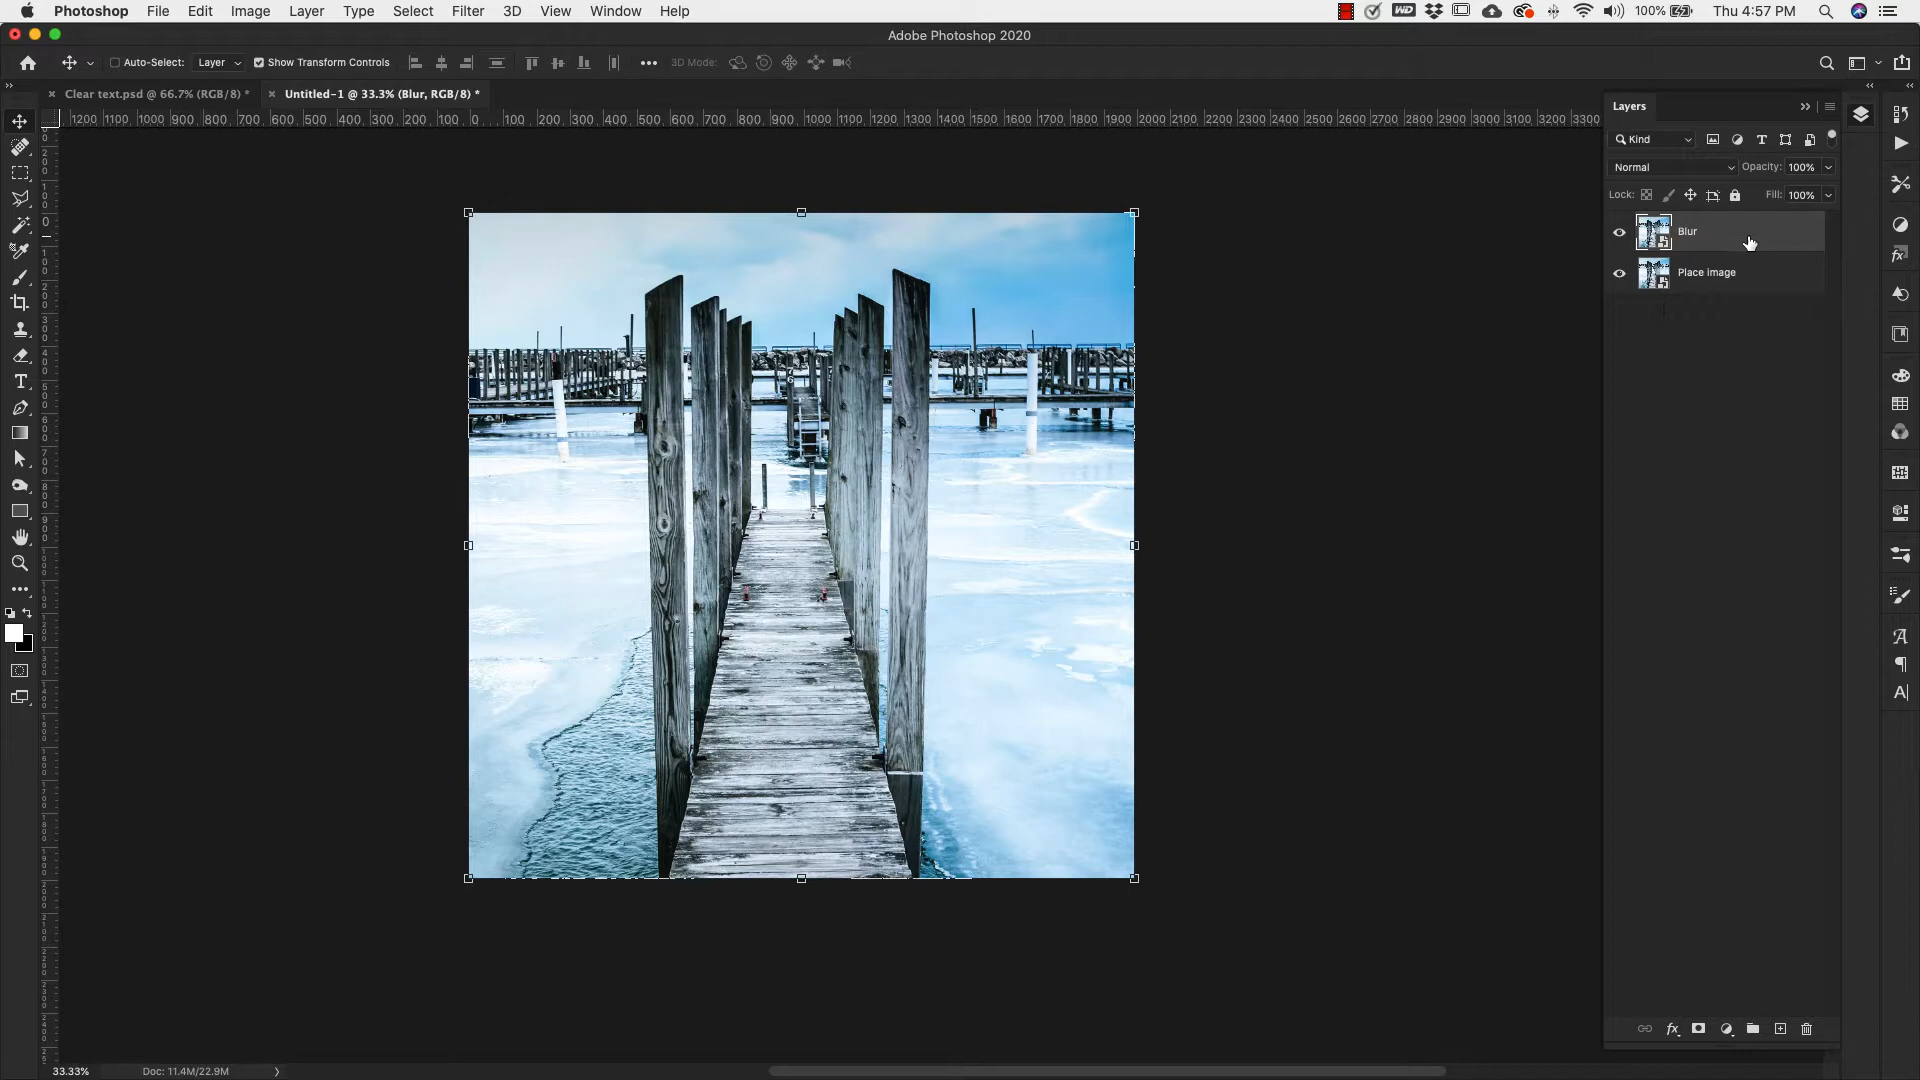 Photoshop File Edit Image Layer Type Select Filter 3D View Window Help WD 100% Thu 4:57 PM
Adobe Photoshop 2020
Auto-Select: Layer Show Transform Controls 3D Mode:
Clear text.psd @ 66.7% (RGB/8) * Untitled-1 @ 33.3% (Blur, RGB/8) *
1200 1100 1000 900 800 700 600 500 400 300 200 100 0 100 200 300 400 500 600 700 800 900 1000 1100 1200 1300 1400 1500 1600 1700 1800 1900 2000 2100 2200 2300 2400 2500 2600 2700 2800 2900 3000 3100 3200 3300
Layers
Kind
Normal Opacity: 100%
Lock: Fill: 100%
Blur
Place image
33.33% Doc: 11.4M/22.9M